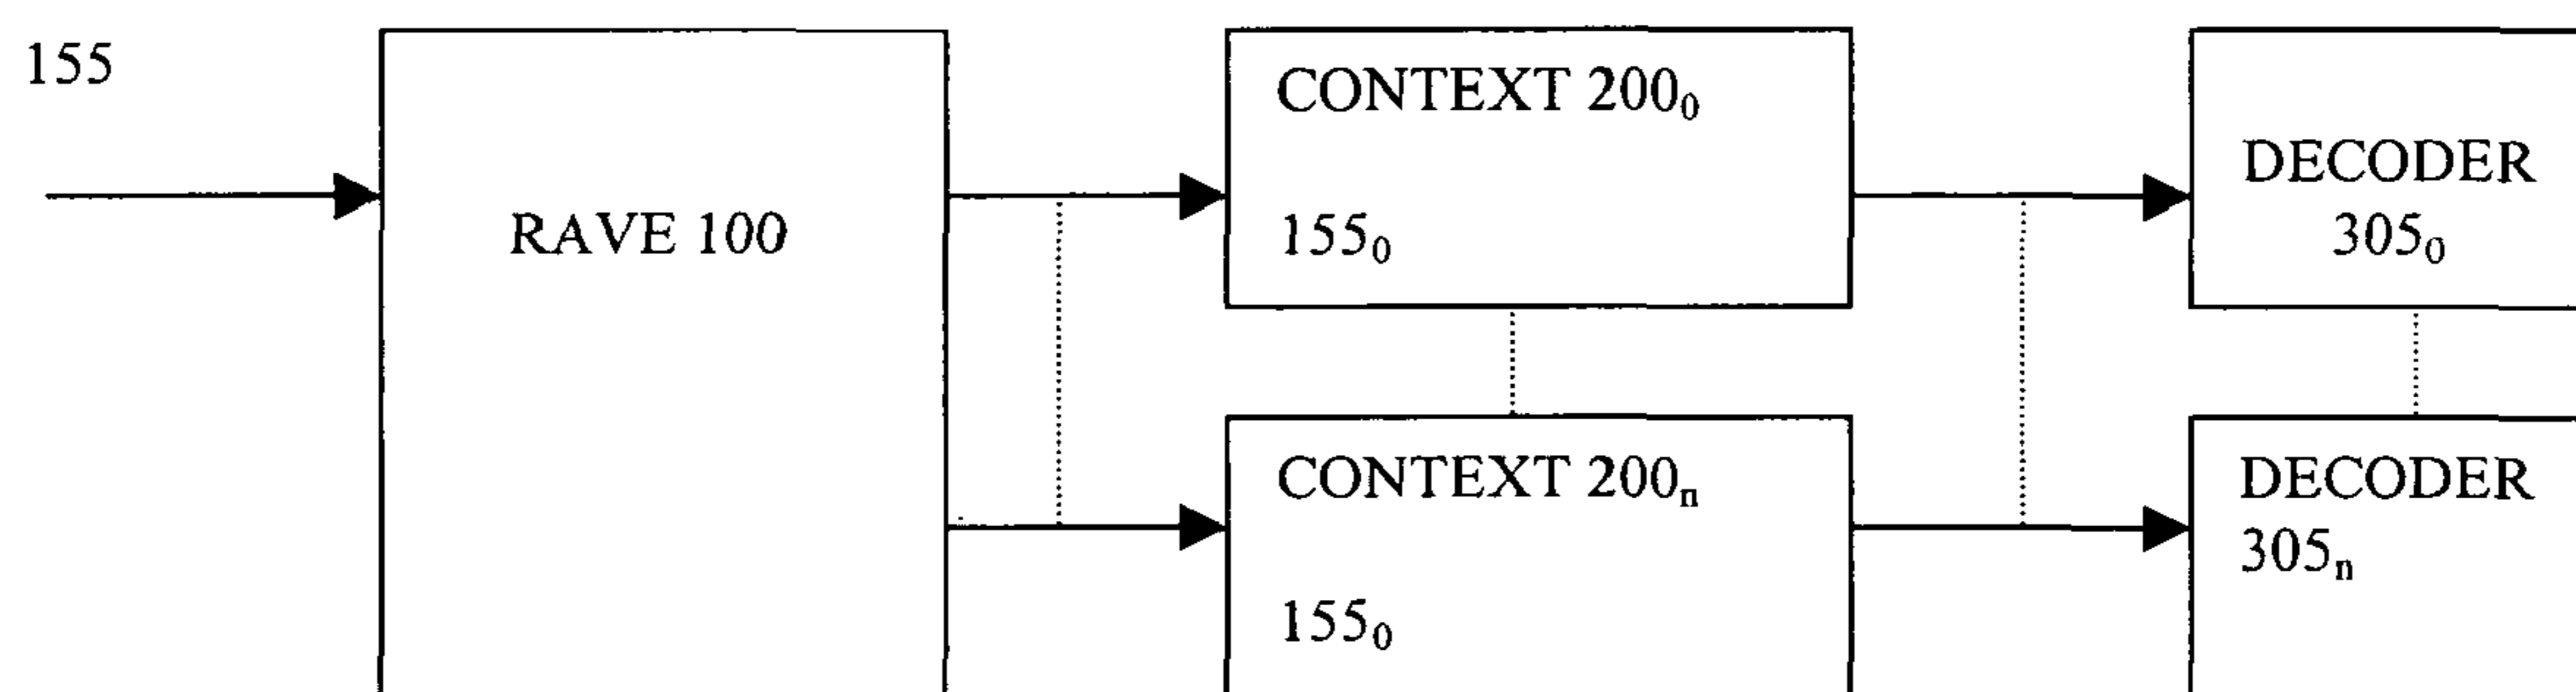 155
RAVE 100
CONTEXT 200₀
155₀
DECODER
305₀
CONTEXT 200ₙ
155₀
DECODER
305ₙ